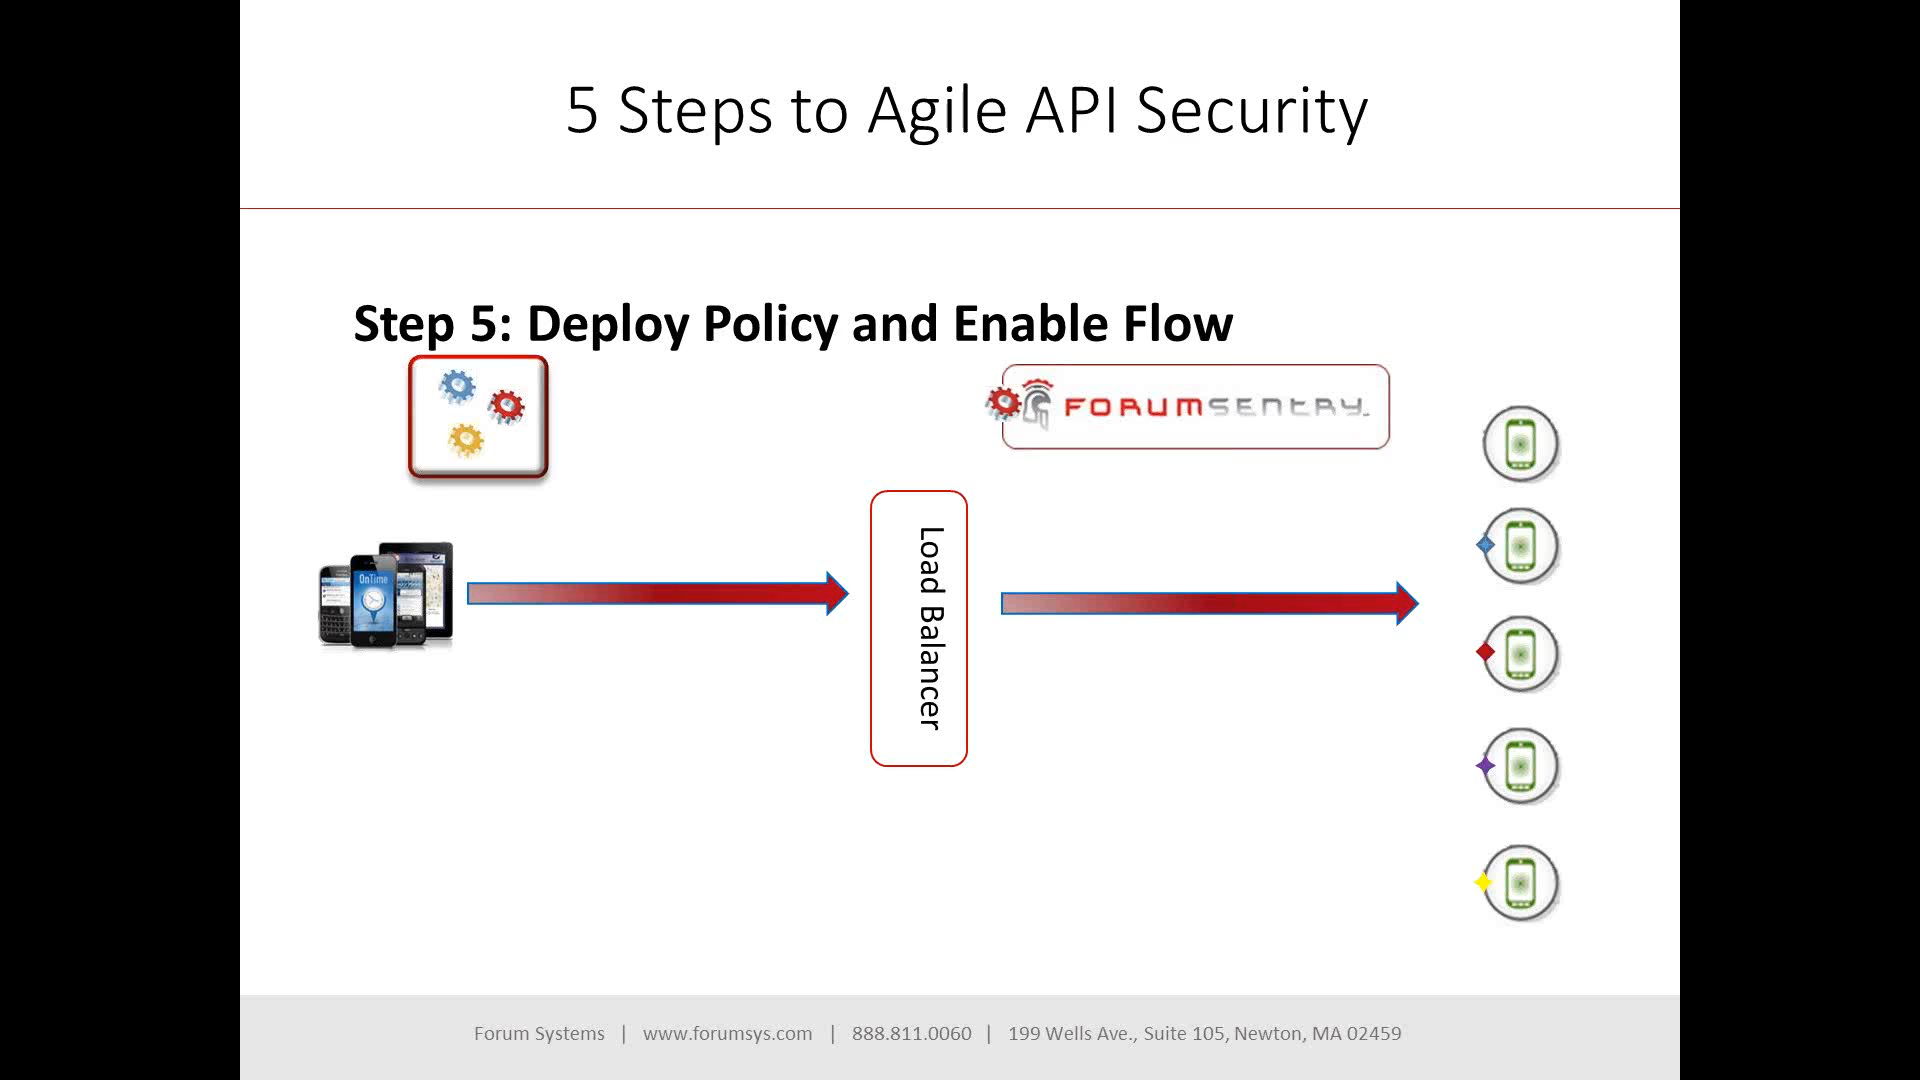 5 Steps to Agile API Security
Step 5: Deploy Policy and Enable Flow
FORUMSENTRY
OnTime
Load Balancer
Forum Systems | www.forumsys.com | 888.811.0060 | 199 Wells Ave., Suite 105, Newton, MA 02459